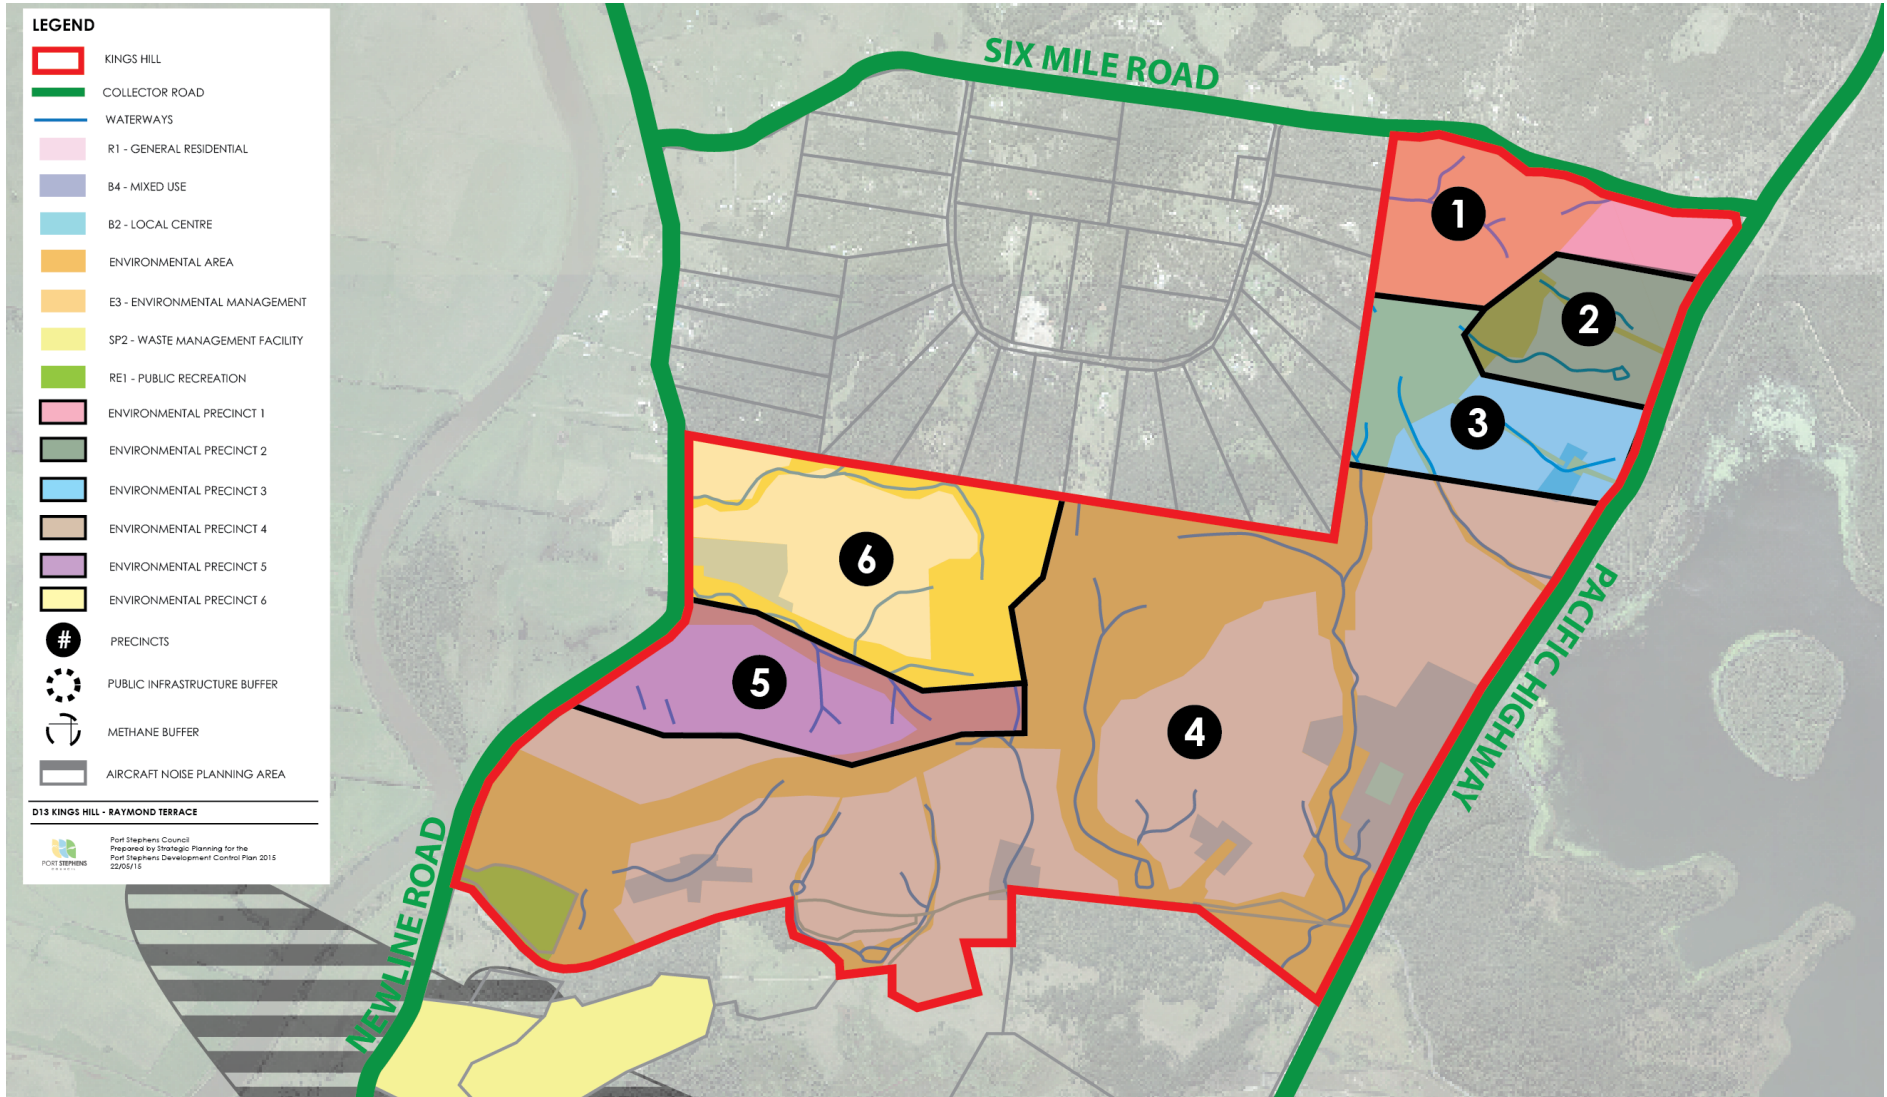 LEGEND
KINGS HILL
COLLECTOR ROAD
WATERWAYS
R1 - GENERAL RESIDENTIAL
B4 - MIXED USE
B2 - LOCAL CENTRE
ENVIRONMENTAL AREA
E3 - ENVIRONMENTAL MANAGEMENT
SP2 - WASTE MANAGEMENT FACILITY
RE1 - PUBLIC RECREATION
ENVIRONMENTAL PRECINCT 1
ENVIRONMENTAL PRECINCT 2
ENVIRONMENTAL PRECINCT 3
ENVIRONMENTAL PRECINCT 4
ENVIRONMENTAL PRECINCT 5
ENVIRONMENTAL PRECINCT 6
# PRECINCTS
PUBLIC INFRASTRUCTURE BUFFER
METHANE BUFFER
AIRCRAFT NOISE PLANNING AREA
D13 KINGS HILL - RAYMOND TERRACE
PORT STEPHENS
COUNCIL
Port Stephens Council
Prepared by Strategic Planning for the
Port Stephens Development Control Plan 2015
22/05/15
SIX MILE ROAD
1
2
3
6
5
4
PACIFIC HIGHWAY
NEWLINE ROAD